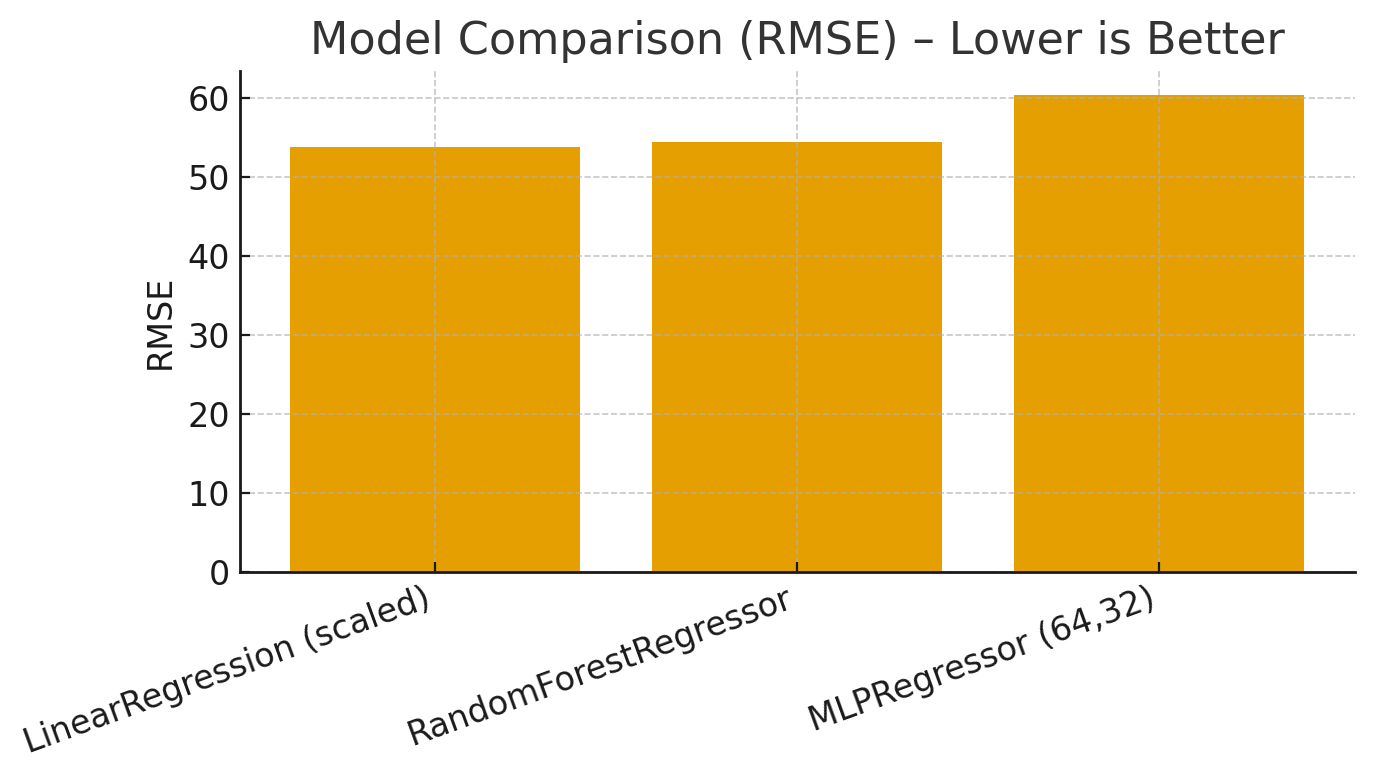 Model Comparison (RMSE) – Lower is Better
RMSE
60
50
40
30
20
10
0
LinearRegression (scaled)
RandomForestRegressor
MLPRegressor (64,32)